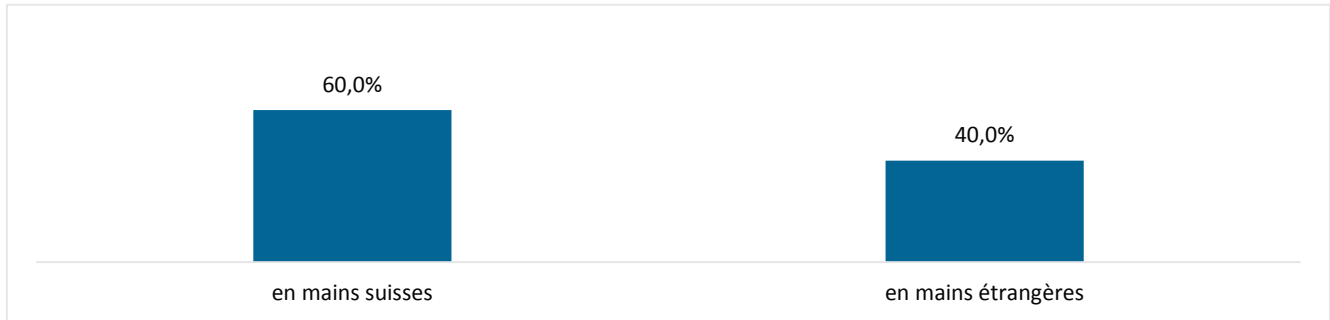 60,0%
40,0%
en mains suisses
en mains étrangères